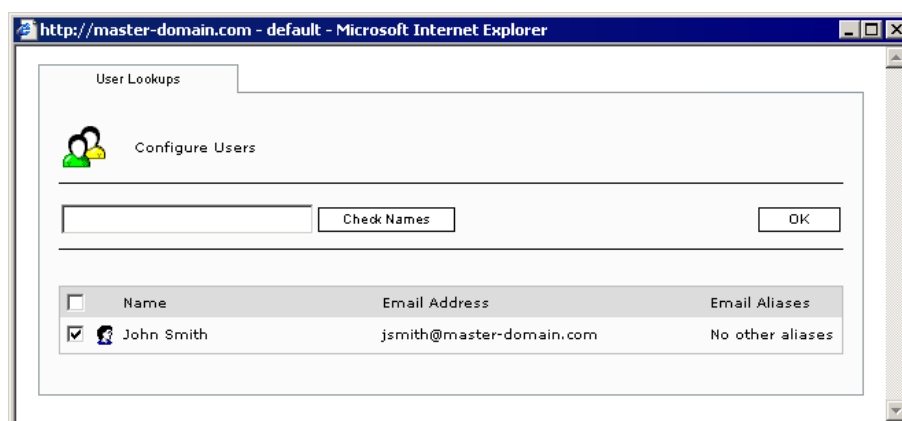 http://master-domain.com - default - Microsoft Internet Explorer
User Lookups
Configure Users
Check Names OK
Name Email Address Email Aliases
John Smith jsmith@master-domain.com No other aliases